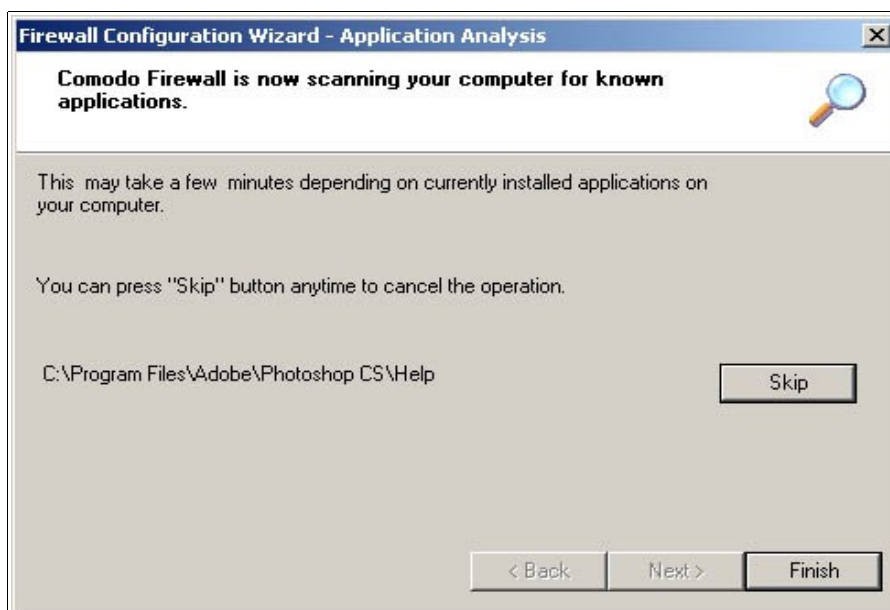 Firewall Configuration Wizard - Application Analysis
Comodo Firewall is now scanning your computer for known
applications.
This may take a few minutes depending on currently installed applications on
your computer.
You can press "Skip" button anytime to cancel the operation.
C:\Program Files\Adobe\Photoshop CS\Help
Skip
< Back
Next >
Finish